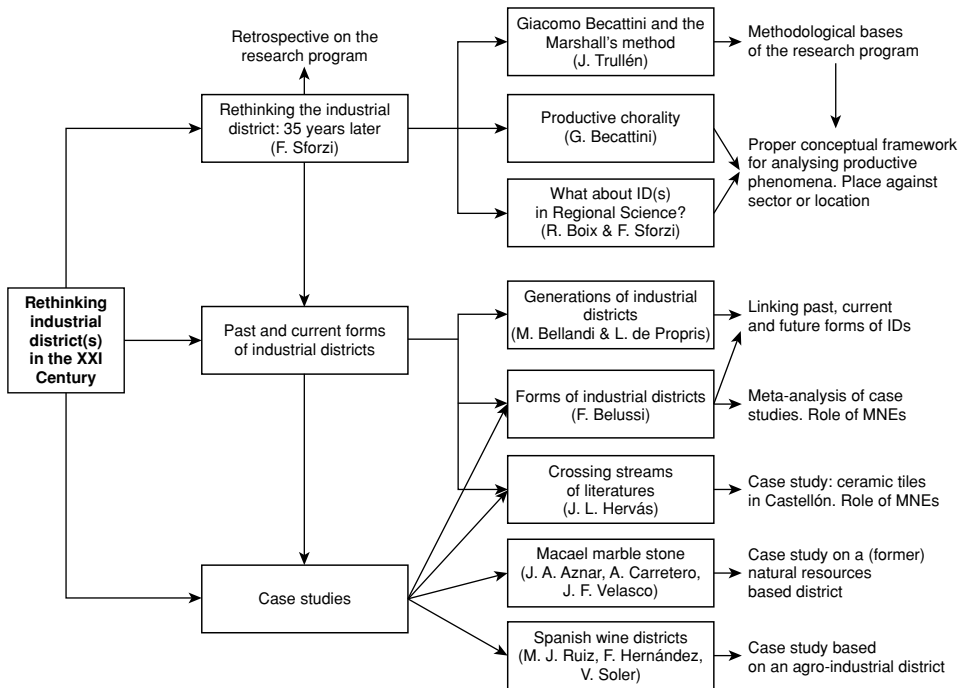 Retrospective on the
research program
Giacomo Becattini and the
Marshall's method
(J. Trullén)
Methodological bases
of the research program
Rethinking the industrial
district: 35 years later
(F. Sforzi)
Productive chorality
(G. Becattini)
Proper conceptual framework
for analysing productive
phenomena. Place against
sector or location
What about ID(s)
in Regional Science?
(R. Boix & F. Sforzi)
Rethinking
industrial
district(s)
in the XXI
Century
Past and current forms
of industrial districts
Generations of industrial
districts
(M. Bellandi & L. de Propris)
Linking past, current
and future forms of IDs
Forms of industrial districts
(F. Belussi)
Meta-analysis of case
studies. Role of MNEs
Crossing streams
of literatures
(J. L. Hervás)
Case study: ceramic tiles
in Castellón. Role of MNEs
Case studies
Macael marble stone
(J. A. Aznar, A. Carretero,
J. F. Velasco)
Case study on a (former)
natural resources
based district
Spanish wine districts
(M. J. Ruiz, F. Hernández,
V. Soler)
Case study based
on an agro-industrial district